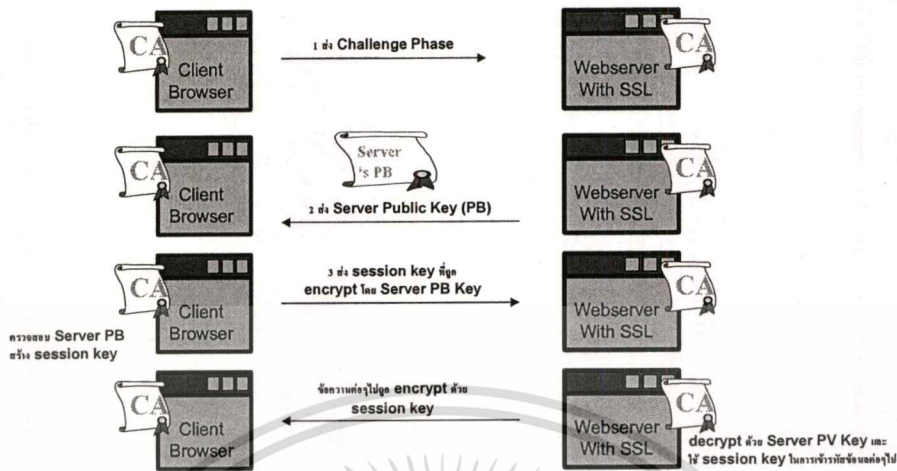 CA
Client
Browser
1 ส่ง Challenge Phase
Webserver
With SSL
CA
CA
Client
Browser
Server
's PB
2 ส่ง Server Public Key (PB)
Webserver
With SSL
CA
CA
Client
Browser
ตรวจสอบ Server PB
สร้าง session key
3 ส่ง session key ที่ถูก
encrypt โดย Server PB Key
Webserver
With SSL
CA
CA
Client
Browser
ข้อความต่อๆไปถูก encrypt ด้วย
session key
Webserver
With SSL
CA
decrypt ด้วย Server PV Key และ
ใช้ session key ในการเข้ารหัสข้อมูลต่อๆไป